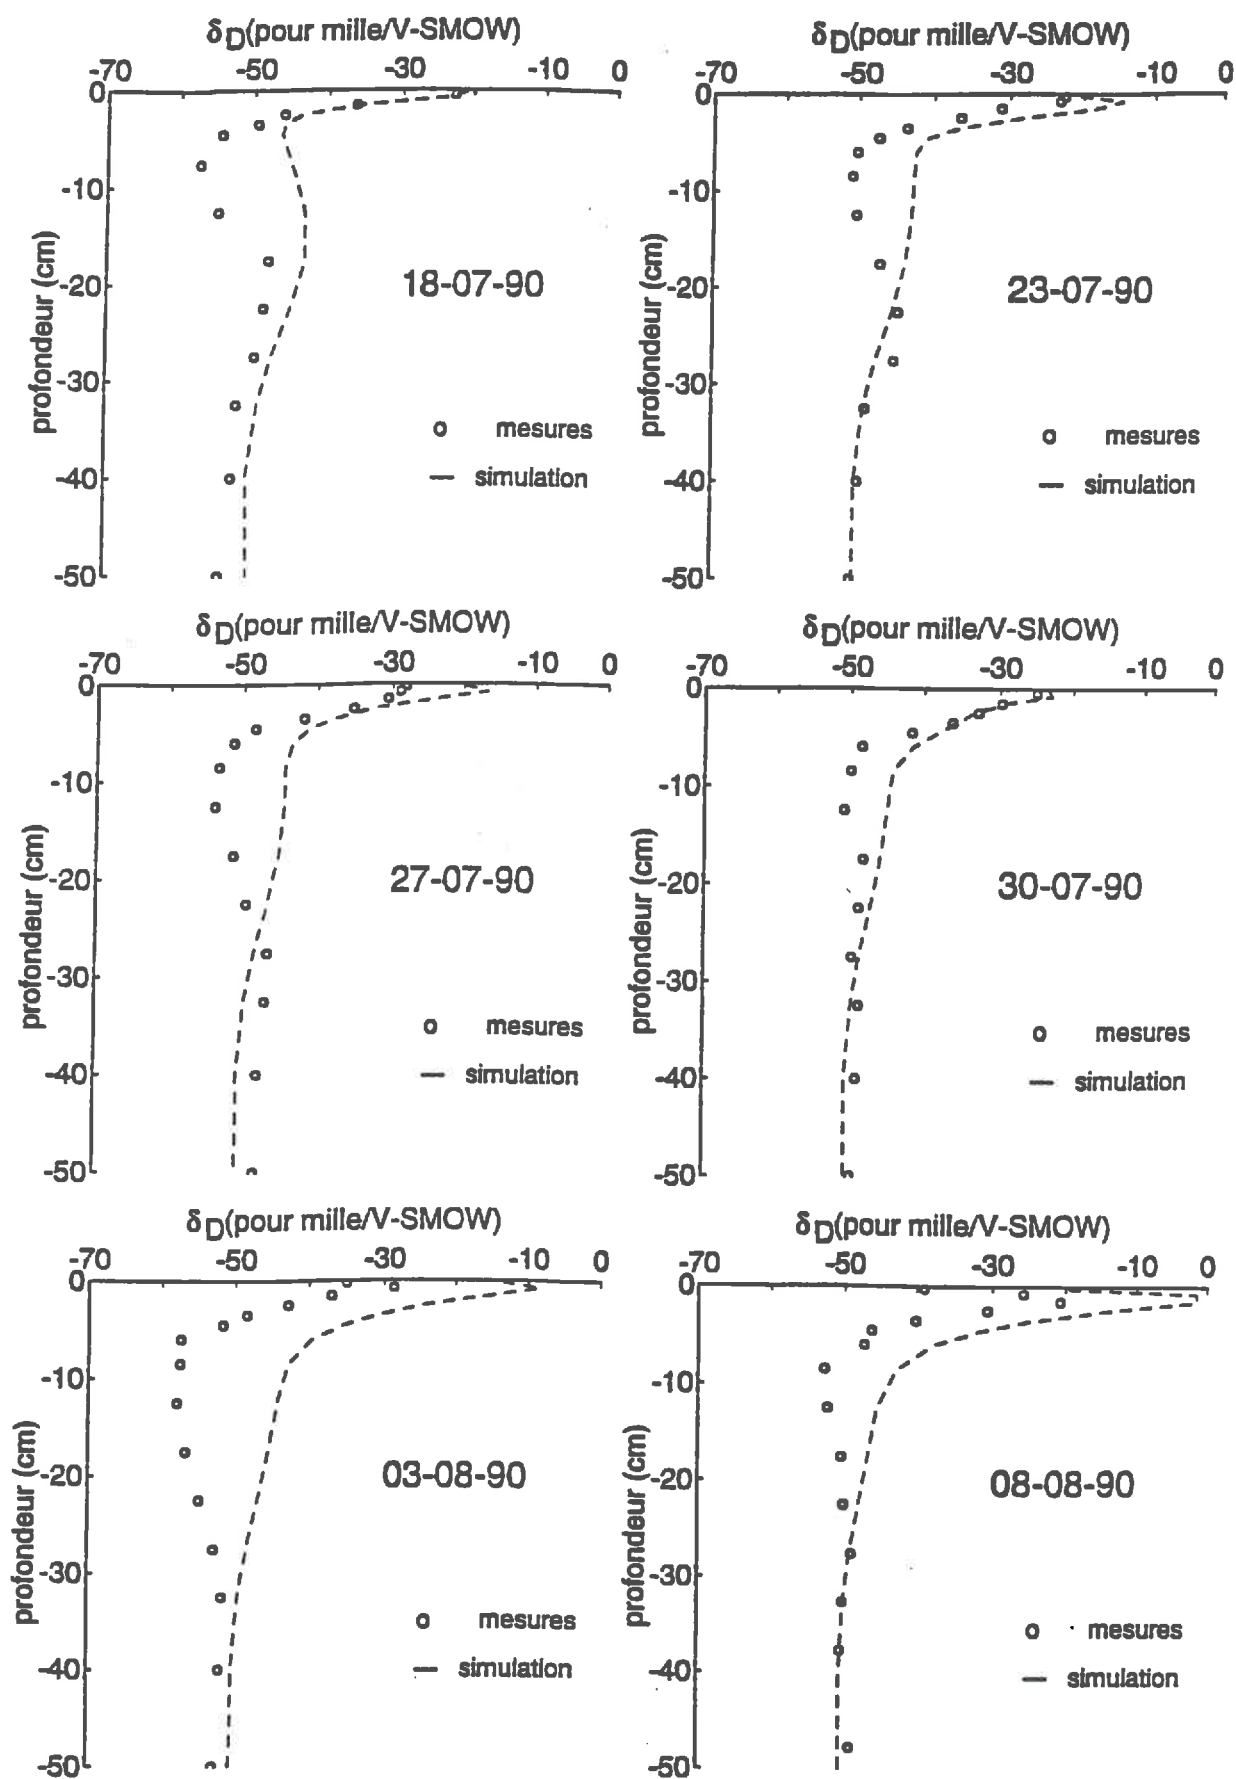 δD(pour mille/V-SMOW)
-70 -50 -30 -10 0
0
-10
-20
-30
-40
-50
profondeur (cm)
18-07-90
o mesures
— simulation
δD(pour mille/V-SMOW)
-70 -50 -30 -10 0
0
-10
-20
-30
-40
-50
profondeur (cm)
23-07-90
o mesures
— simulation
δD(pour mille/V-SMOW)
-70 -50 -30 -10 0
0
-10
-20
-30
-40
-50
profondeur (cm)
27-07-90
o mesures
— simulation
δD(pour mille/V-SMOW)
-70 -50 -30 -10 0
0
-10
-20
-30
-40
-50
profondeur (cm)
30-07-90
o mesures
— simulation
δD(pour mille/V-SMOW)
-70 -50 -30 -10 0
0
-10
-20
-30
-40
-50
profondeur (cm)
03-08-90
o mesures
— simulation
δD(pour mille/V-SMOW)
-70 -50 -30 -10 0
0
-10
-20
-30
-40
-50
profondeur (cm)
08-08-90
o mesures
— simulation